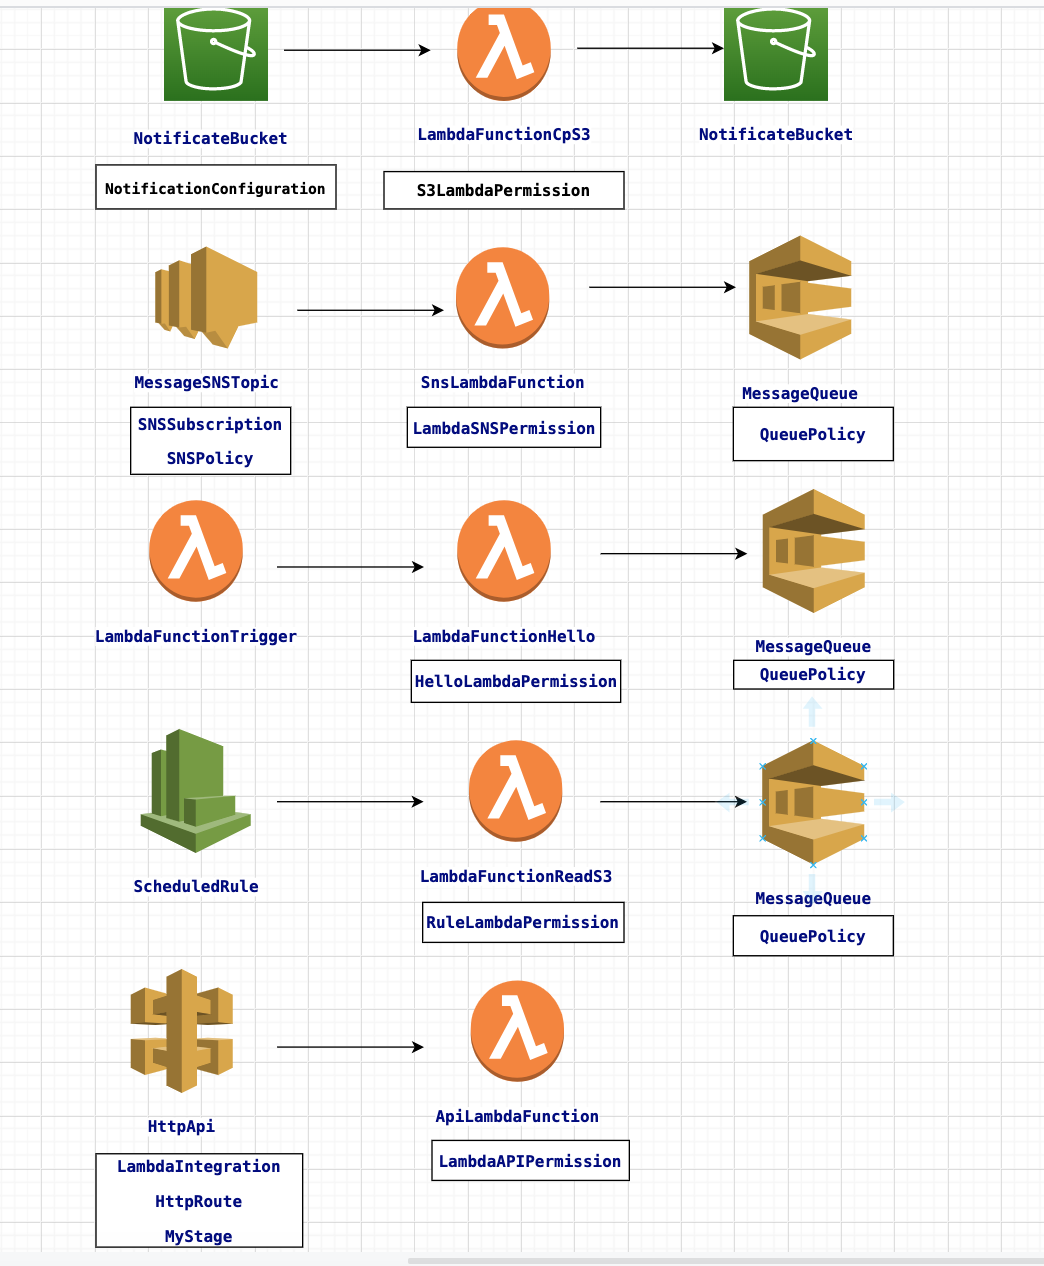 NotificateBucket
LambdaFunctionCpS3
NotificateBucket
NotificationConfiguration
S3LambdaPermission
MessageSNSTopic
SnsLambdaFunction
MessageQueue
SNSSubscription
SNSPolicy
LambdaSNSPermission
QueuePolicy
LambdaFunctionTrigger
LambdaFunctionHello
MessageQueue
HelloLambdaPermission
QueuePolicy
ScheduledRule
LambdaFunctionReadS3
MessageQueue
RuleLambdaPermission
QueuePolicy
HttpApi
ApiLambdaFunction
LambdaIntegration
HttpRoute
MyStage
LambdaAPIPermission